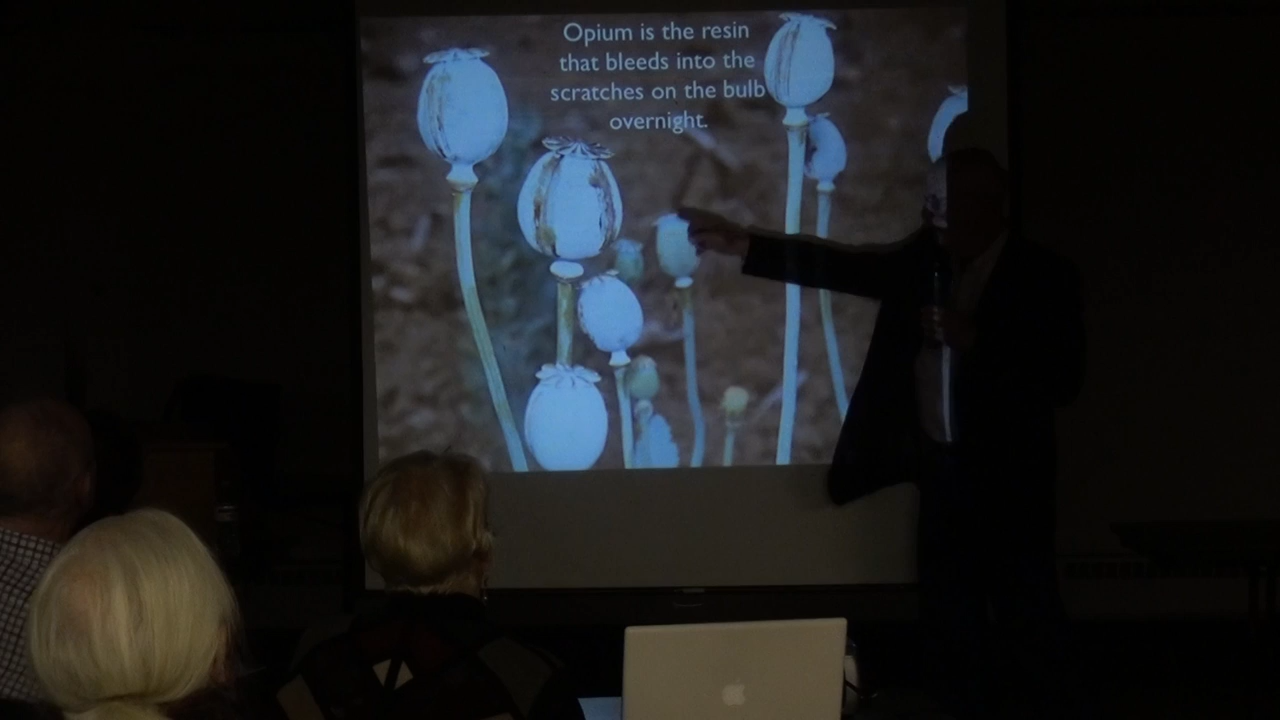 Opium is the resin
that bleeds into the
scratches on the bulb
overnight.